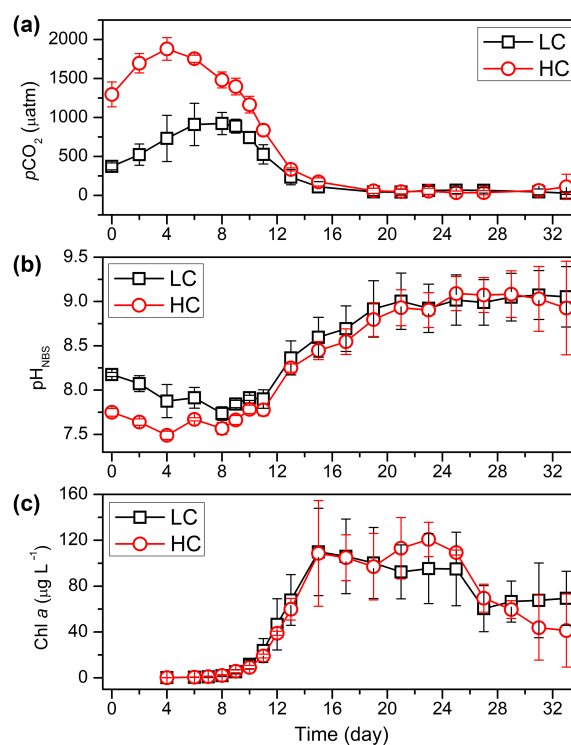 (a)
2000
1500
1000
500
0
pCO₂ (µatm)
LC
HC
0 4 8 12 16 20 24 28 32
(b)
9.5
9.0
8.5
8.0
7.5
pH_NBS
LC
HC
0 4 8 12 16 20 24 28 32
(c)
160
120
80
40
0
Chl a (µg L⁻¹)
LC
HC
0 4 8 12 16 20 24 28 32
Time (day)